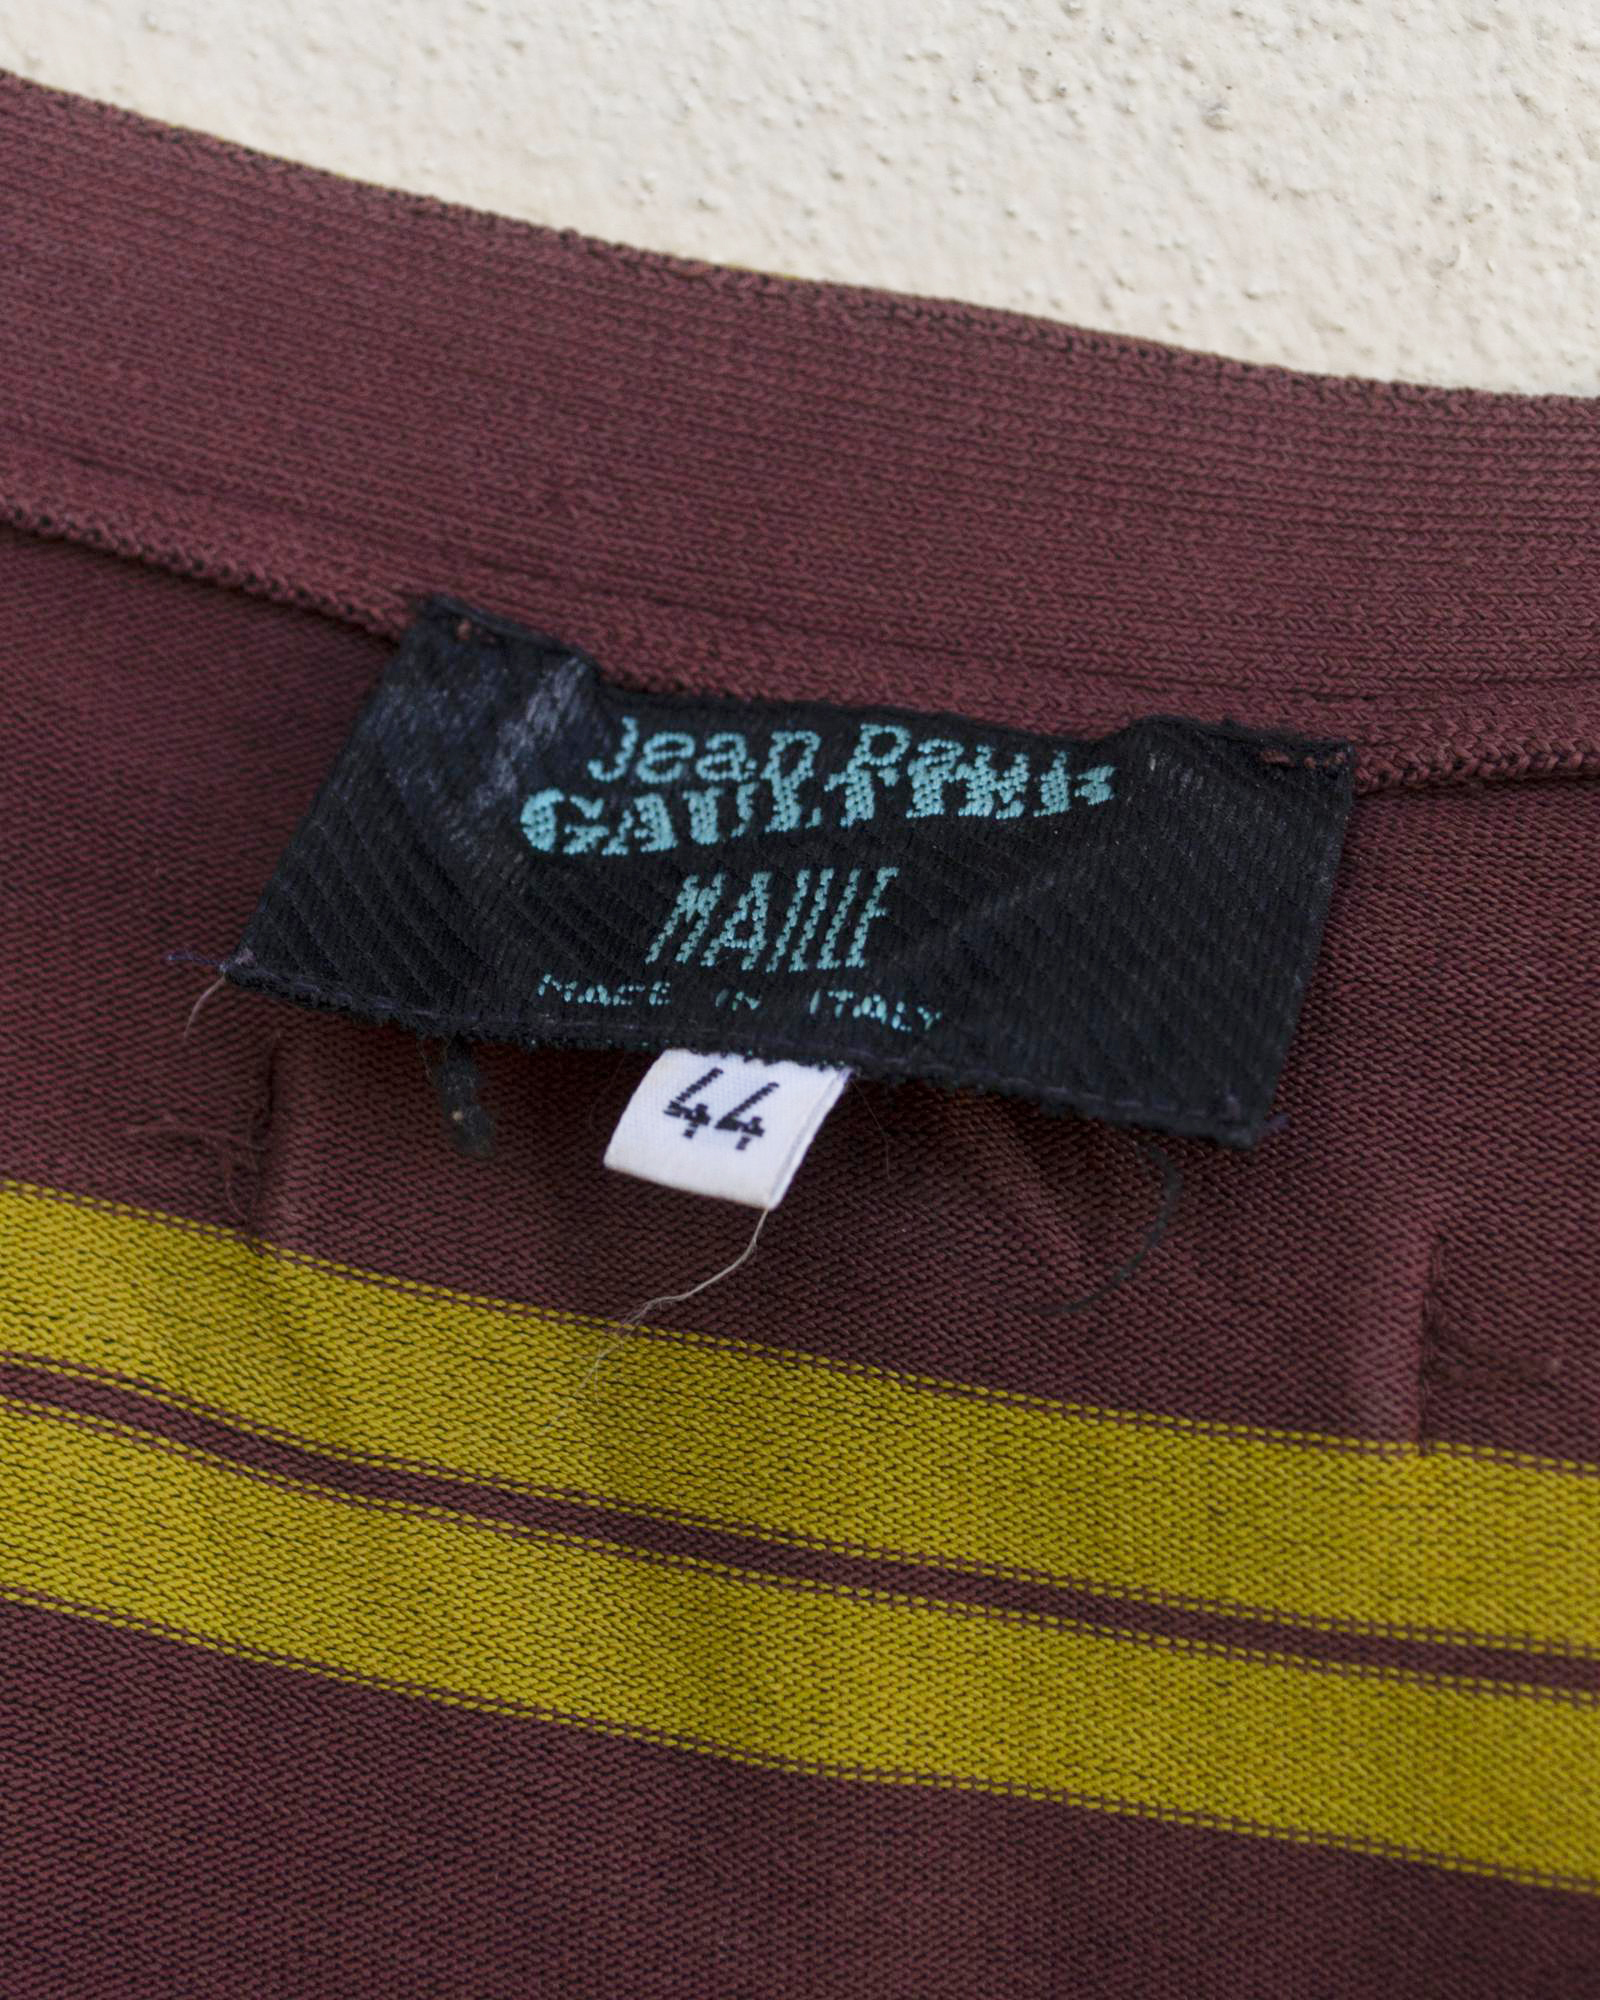 Jean Paul
GAULTIER
MAILLE
MADE IN ITALY
44